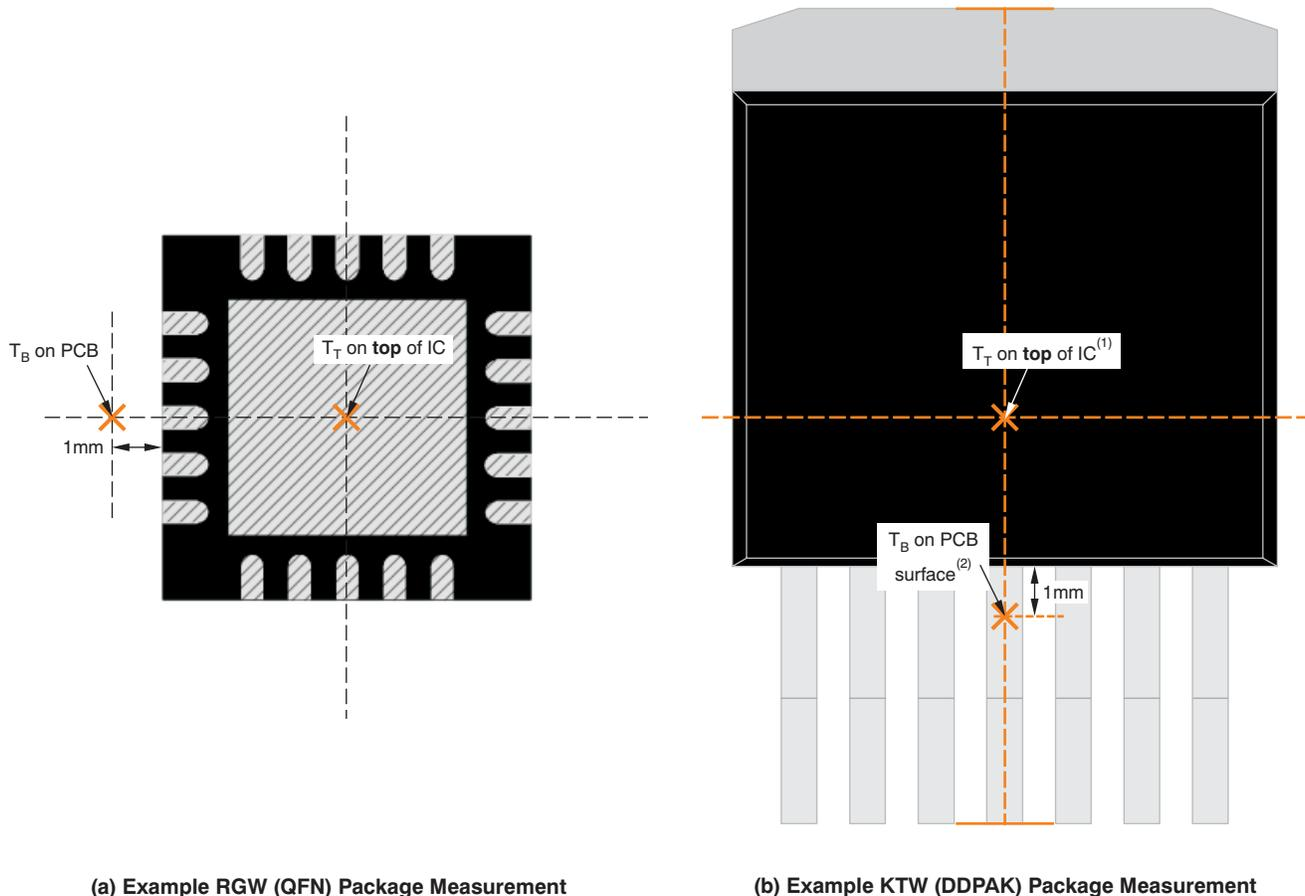 T_B on PCB
1mm
T_T on top of IC
(a) Example RGW (QFN) Package Measurement
T_T on top of IC(1)
T_B on PCB
surface(2)
1mm
(b) Example KTW (DDPAK) Package Measurement